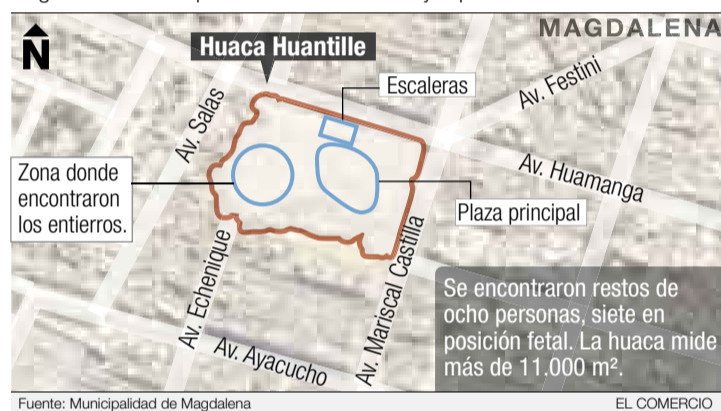 MAGDALENA
N
Huaca Huantille
Escaleras
Av. Festini
Av. Salas
Av. Huamanga
Zona donde
encontraron
los entierros.
Plaza principal
Av. Echenique
Av. Mariscal Castilla
Av. Ayacucho
Se encontraron restos de
ocho personas, siete en
posición fetal. La huaca mide
más de 11.000 m².
Fuente: Municipalidad de Magdalena
EL COMERCIO